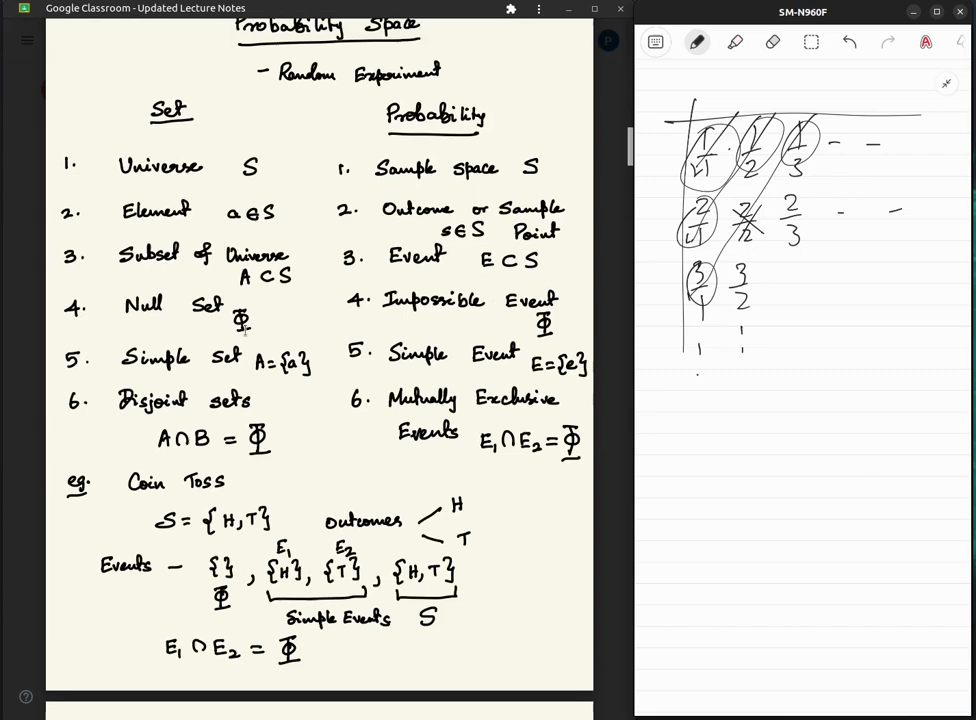 Google Classroom - Updated Lecture Notes
Probability Space
- Random Experiment
Set
1. Universe S
2. Element a ∈ S
3. Subset of Universe
A ⊂ S
4. Null Set Φ
5. Simple set A = {a}
6. Disjoint sets
A ∩ B = Φ
Probability
1. Sample space S
2. Outcome or Sample
s ∈ S Point
3. Event E ⊂ S
4. Impossible Event
Φ
5. Simple Event E = {e}
6. Mutually Exclusive
Events E₁ ∩ E₂ = Φ
eg. Coin Toss
S = {H, T} Outcomes H
T
E₁ E₂
Events - {}, {H}, {T}, {H, T}
Φ Simple Events S
E₁ ∩ E₂ = Φ
P
SM-N960F
A
1/1 1/2 1/3 - -
2/1 2/2 2/3 - -
3/1 3/2